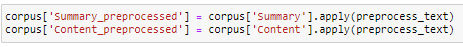 corpus['Summary_preprocessed'] = corpus['Summary'].apply(preprocess_text)
corpus['Content_preprocessed'] = corpus['Content'].apply(preprocess_text)